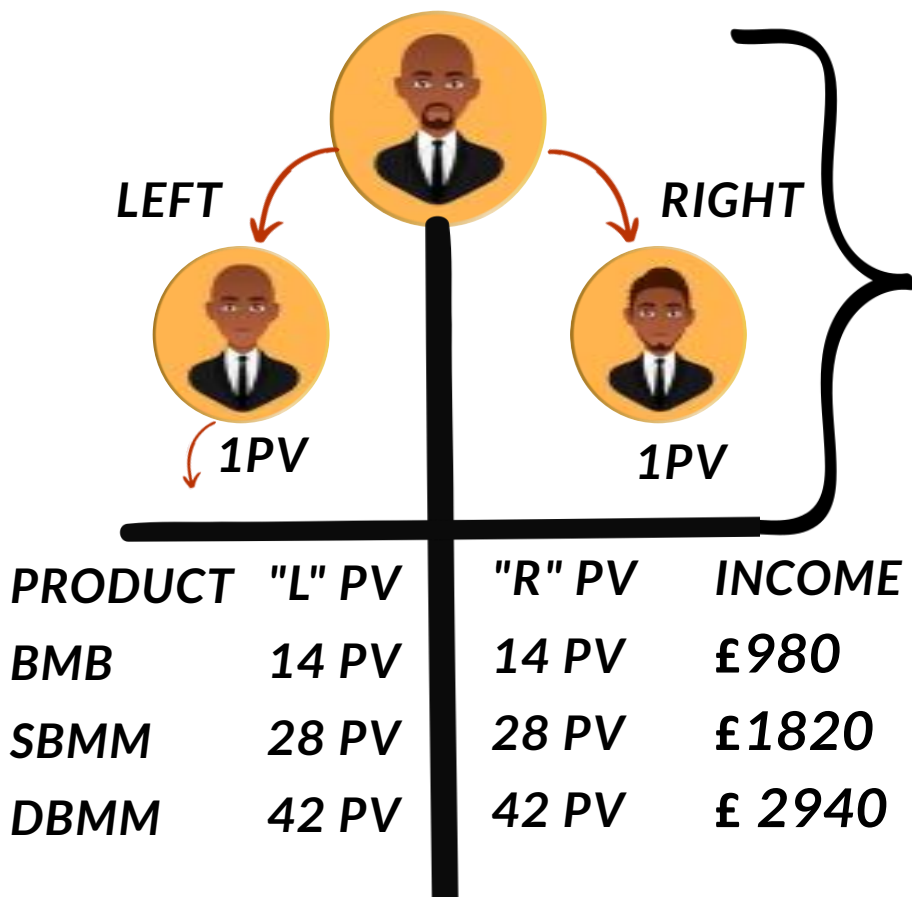 LEFT
RIGHT
1PV
1PV
PRODUCT "L" PV "R" PV INCOME
BMB 14 PV 14 PV £980
SBMM 28 PV 28 PV £1820
DBMM 42 PV 42 PV £ 2940